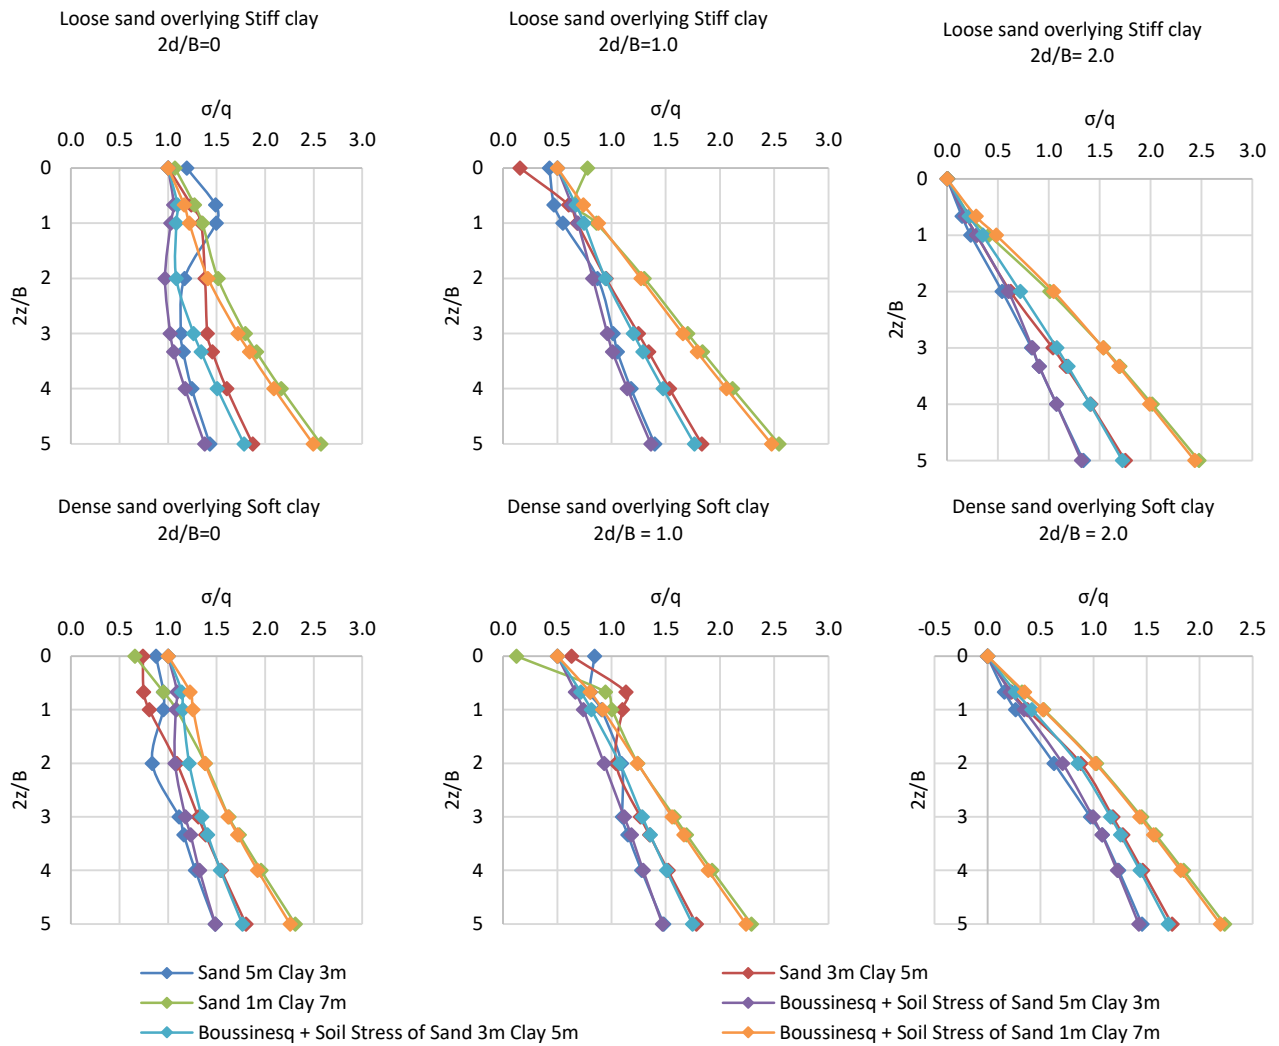 Loose sand overlying Stiff clay
2d/B=0
σ/q
0.0 0.5 1.0 1.5 2.0 2.5 3.0
0
1
2
3
4
5
2z/B
Loose sand overlying Stiff clay
2d/B=1.0
σ/q
0.0 0.5 1.0 1.5 2.0 2.5 3.0
0
1
2
3
4
5
2z/B
Loose sand overlying Stiff clay
2d/B= 2.0
σ/q
0.0 0.5 1.0 1.5 2.0 2.5 3.0
0
1
2
3
4
5
2z/B
Dense sand overlying Soft clay
2d/B=0
σ/q
0.0 0.5 1.0 1.5 2.0 2.5 3.0
0
1
2
3
4
5
2z/B
Dense sand overlying Soft clay
2d/B = 1.0
σ/q
0.0 0.5 1.0 1.5 2.0 2.5 3.0
0
1
2
3
4
5
2z/B
Dense sand overlying Soft clay
2d/B = 2.0
σ/q
-0.5 0.0 0.5 1.0 1.5 2.0 2.5
0
1
2
3
4
5
2z/B
Sand 5m Clay 3m
Sand 3m Clay 5m
Sand 1m Clay 7m
Boussinesq + Soil Stress of Sand 5m Clay 3m
Boussinesq + Soil Stress of Sand 3m Clay 5m
Boussinesq + Soil Stress of Sand 1m Clay 7m